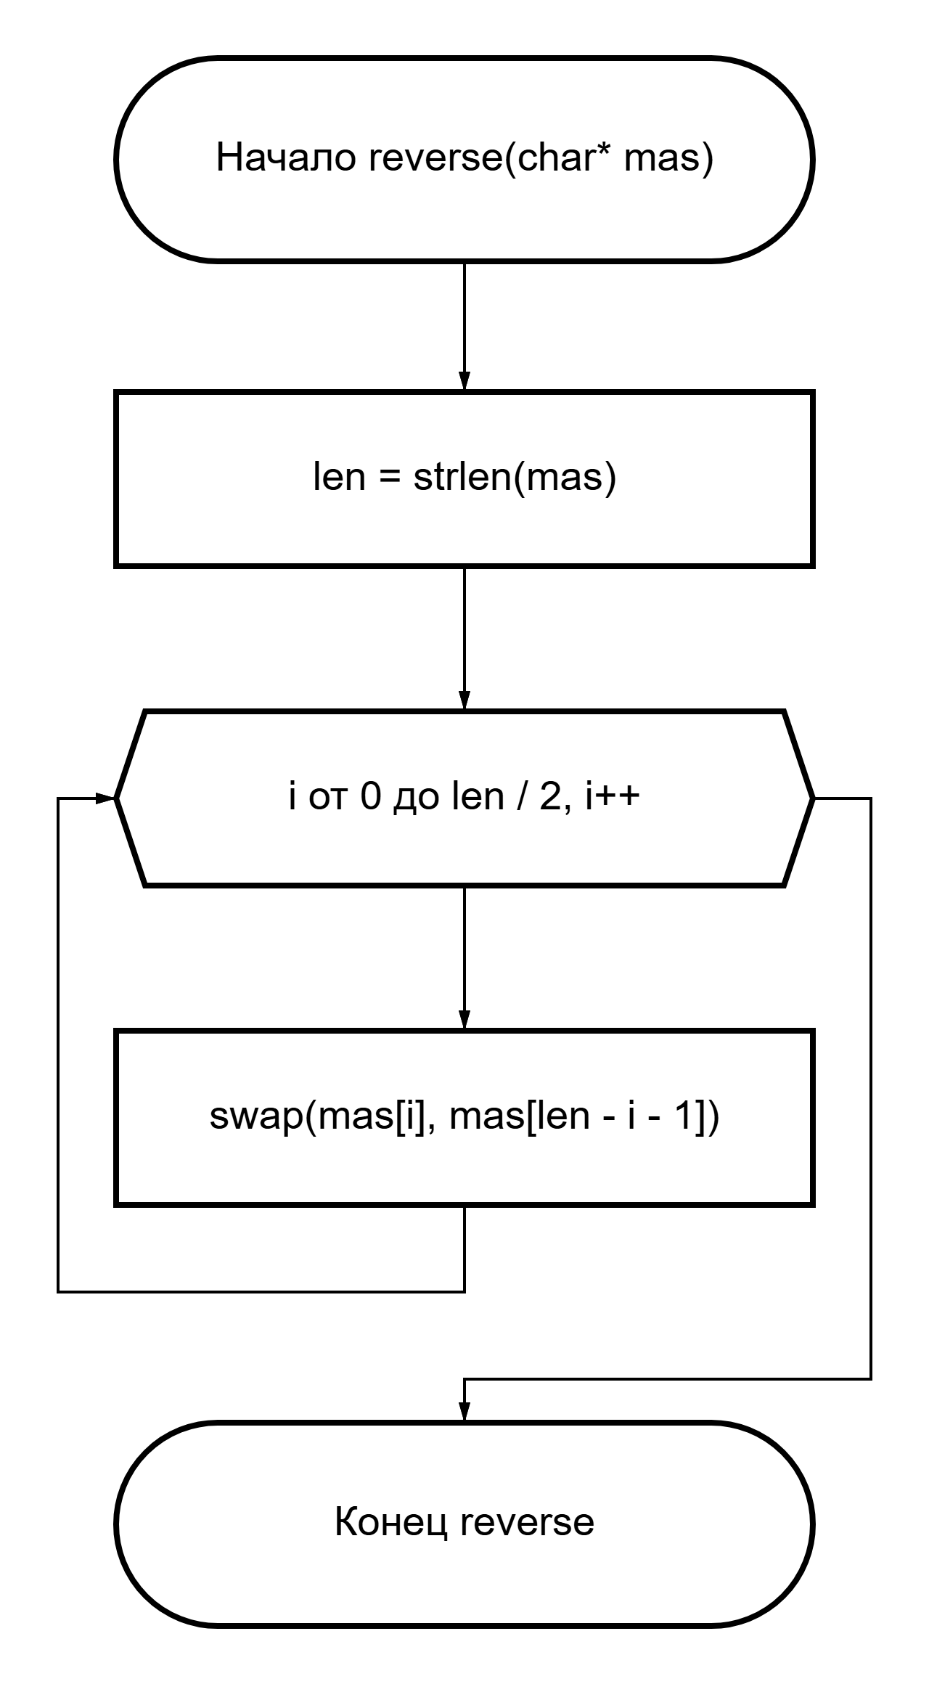 Начало reverse(char* mas)
len = strlen(mas)
i от 0 до len / 2, i++
swap(mas[i], mas[len - i - 1])
Конец reverse